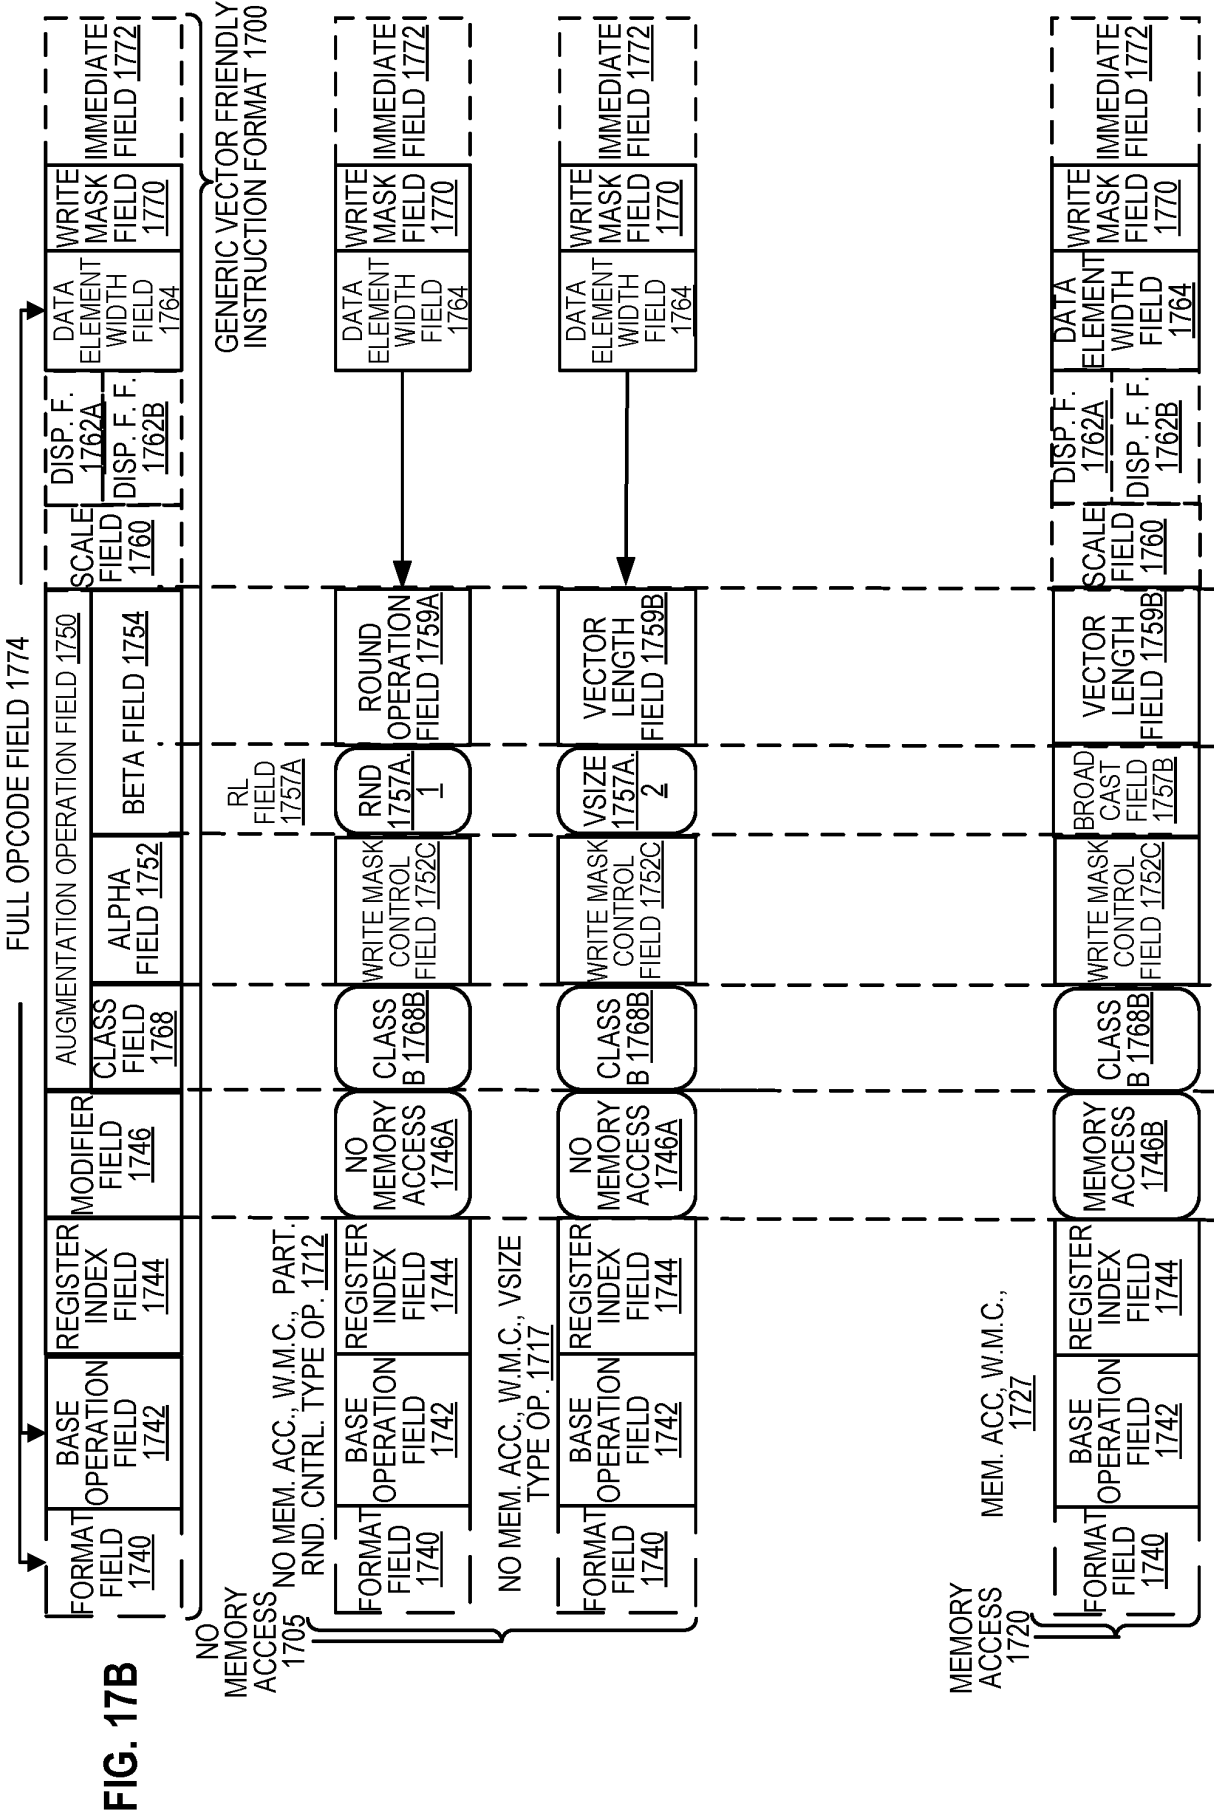 FIG. 17B
FULL OPCODE FIELD 1774
FORMAT
FIELD
1740
BASE
OPERATION
FIELD
1742
REGISTER
INDEX
FIELD
1744
MODIFIER
FIELD
1746
AUGMENTATION OPERATION FIELD 1750
CLASS
FIELD
1768
ALPHA
FIELD 1752
BETA FIELD 1754
SCALE
FIELD
1760
DISP. F.
1762A
DISP. F. F.
1762B
DATA
ELEMENT
WIDTH
FIELD
1764
WRITE
MASK
FIELD
1770
IMMEDIATE
FIELD 1772
GENERIC VECTOR FRIENDLY
INSTRUCTION FORMAT 1700
NO
MEMORY
ACCESS
1705
NO MEM. ACC., W.M.C., PART.
RND. CNTRL. TYPE OP. 1712
RL
FIELD
1757A
FORMAT
FIELD
1740
BASE
OPERATION
FIELD
1742
REGISTER
INDEX
FIELD
1744
NO
MEMORY
ACCESS
1746A
CLASS
B 1768B
WRITE MASK
CONTROL
FIELD 1752C
RND
1757A.
1
ROUND
OPERATION
FIELD 1759A
DATA
ELEMENT
WIDTH
FIELD
1764
WRITE
MASK
FIELD
1770
IMMEDIATE
FIELD 1772
NO MEM. ACC., W.M.C., VSIZE
TYPE OP. 1717
FORMAT
FIELD
1740
BASE
OPERATION
FIELD
1742
REGISTER
INDEX
FIELD
1744
NO
MEMORY
ACCESS
1746A
CLASS
B 1768B
WRITE MASK
CONTROL
FIELD 1752C
VSIZE
1757A.
2
VECTOR
LENGTH
FIELD 1759B
DATA
ELEMENT
WIDTH
FIELD
1764
WRITE
MASK
FIELD
1770
IMMEDIATE
FIELD 1772
MEMORY
ACCESS
1720
MEM. ACC, W.M.C.,
1727
FORMAT
FIELD
1740
BASE
OPERATION
FIELD
1742
REGISTER
INDEX
FIELD
1744
MEMORY
ACCESS
1746B
CLASS
B 1768B
WRITE MASK
CONTROL
FIELD 1752C
BROAD
CAST
FIELD
1757B
VECTOR
LENGTH
FIELD 1759B
SCALE
FIELD
1760
DISP. F.
1762A
DISP. F. F.
1762B
DATA
ELEMENT
WIDTH
FIELD
1764
WRITE
MASK
FIELD
1770
IMMEDIATE
FIELD 1772